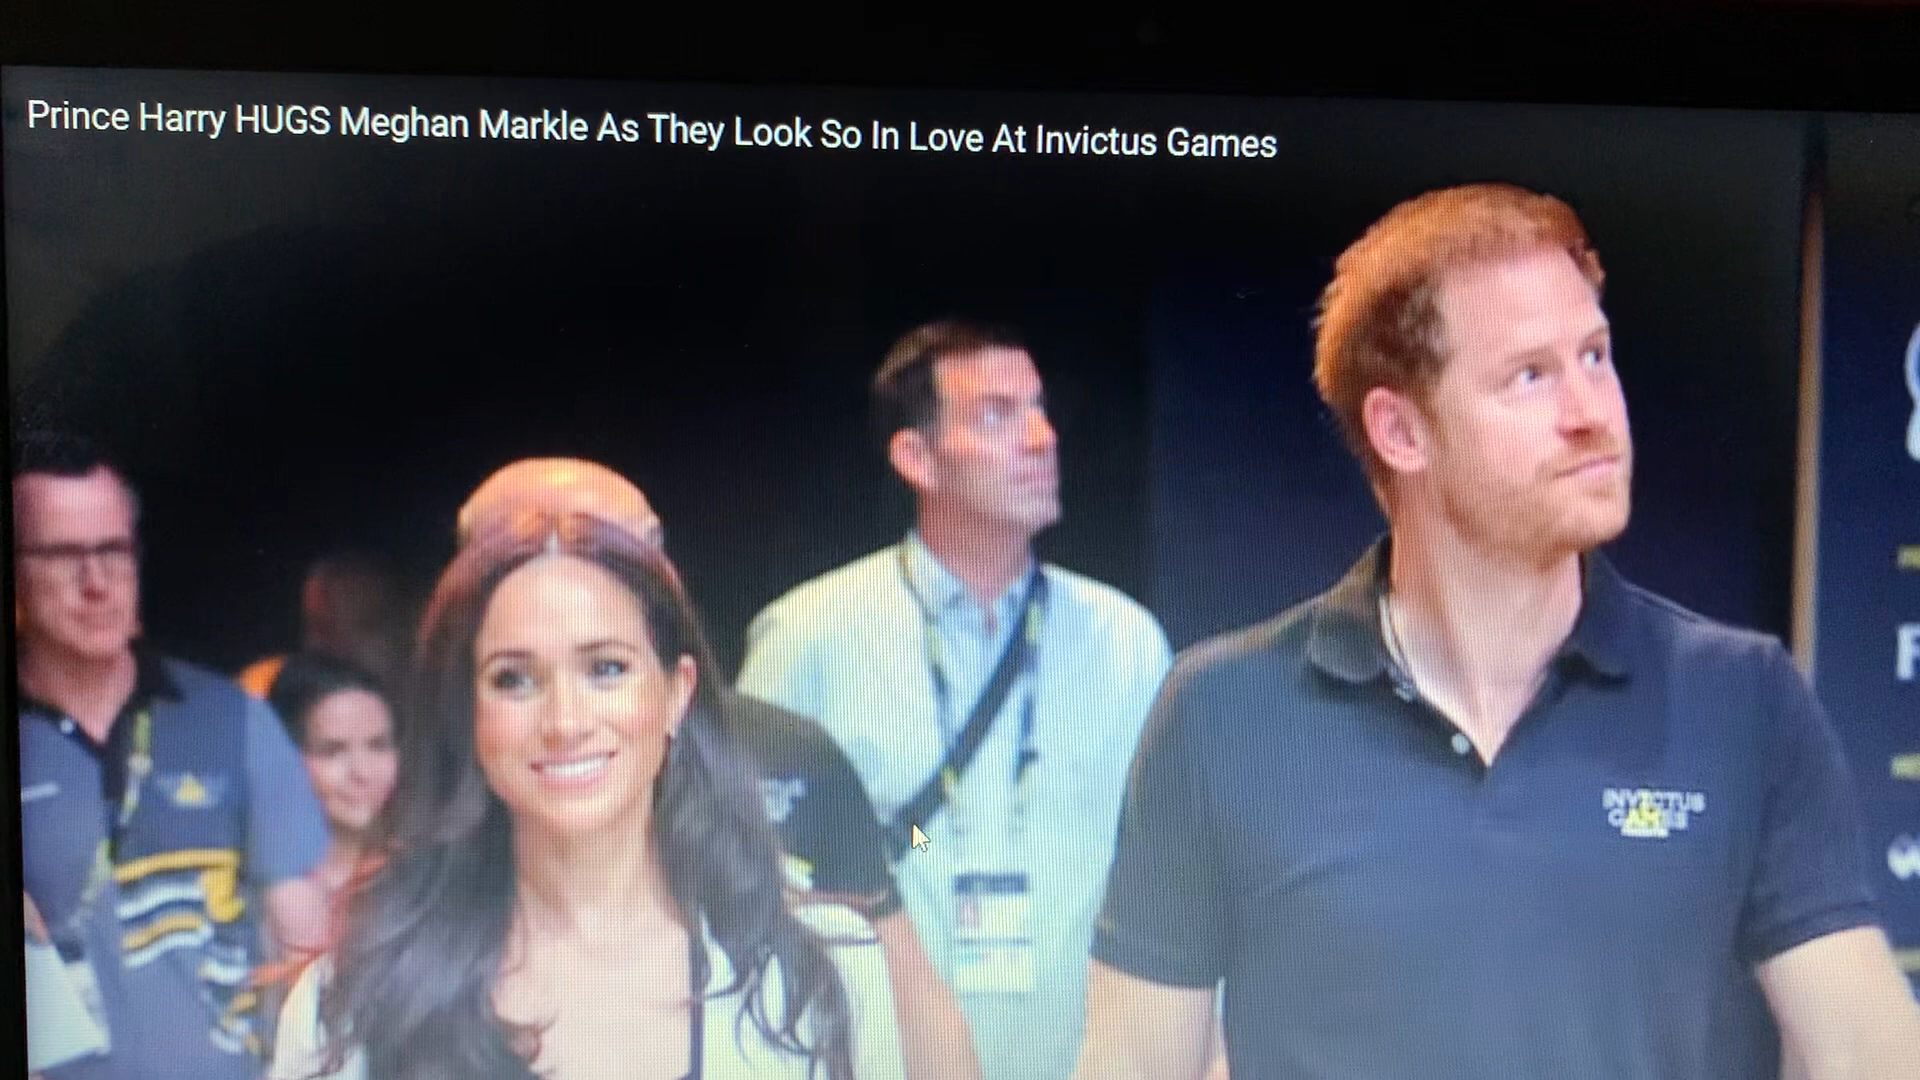 Prince Harry HUGS Meghan Markle As They Look So In Love At Invictus Games
INVICTUS
GAMES